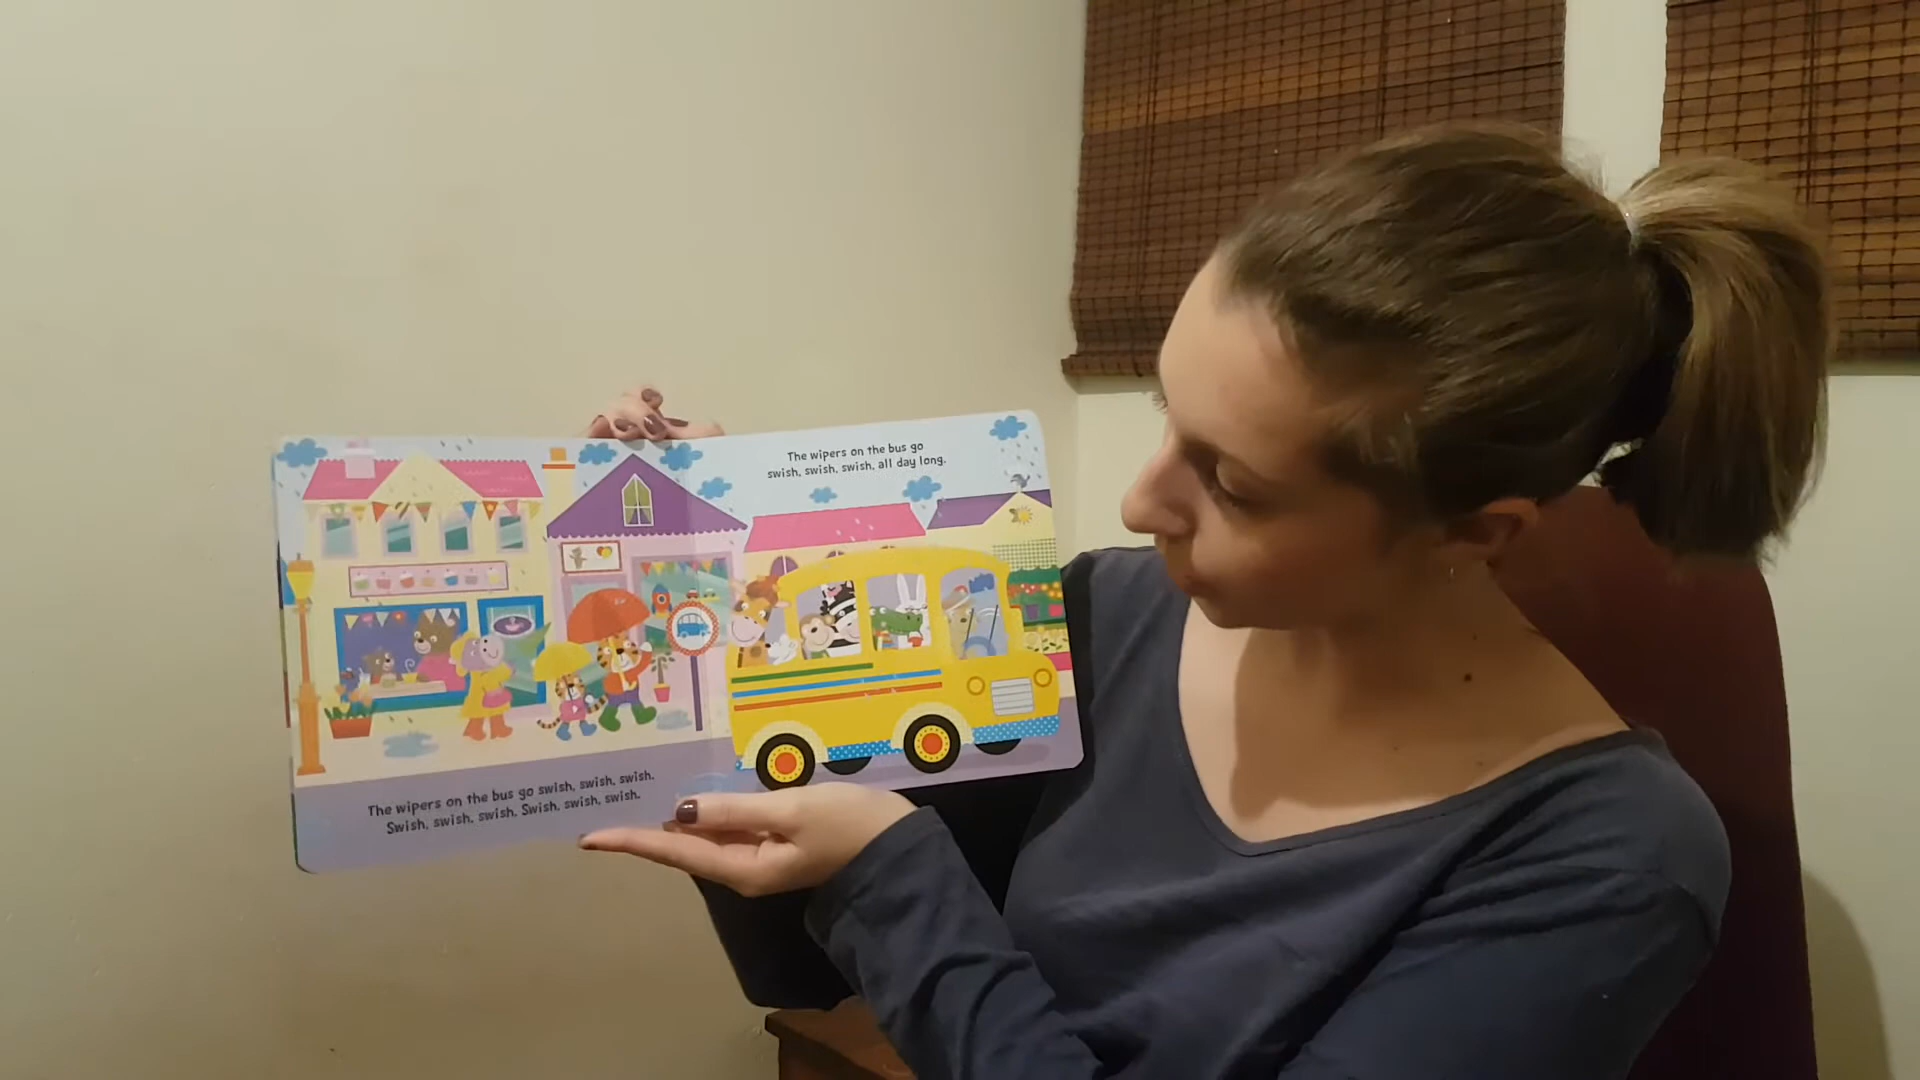 The wipers on the bus go swish, swish, swish.
Swish, swish, swish, Swish, swish, swish.
The wipers on the bus go
swish, swish, swish, all day long.